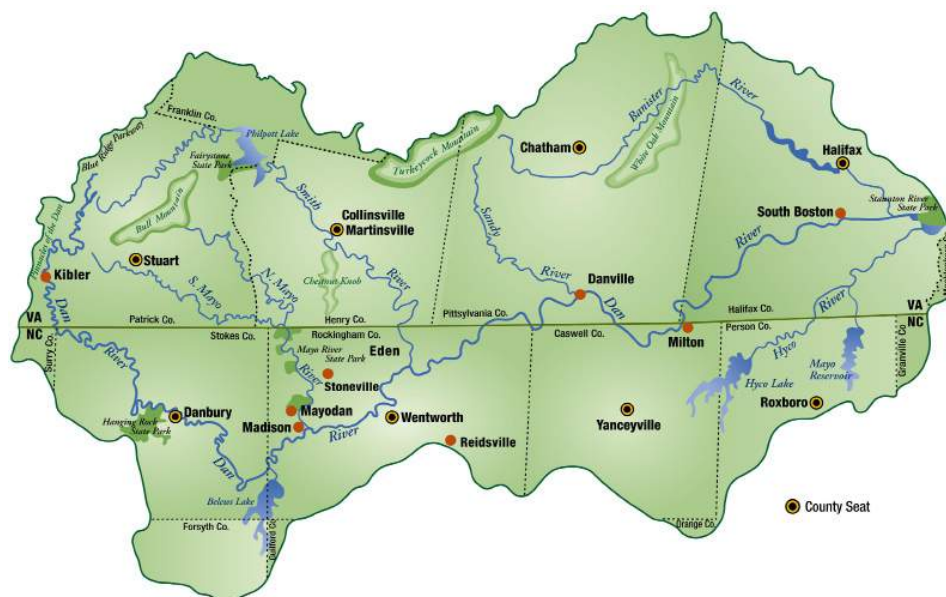 Franklin Co.
Philpott Lake
Blue Ridge Parkway
Fairystone
State Park
Turkeycock Mountain
Chatham
Banister
River
White Oak Mountain
Halifax
Staunton River
State Park
South Boston
River
Bull Mountain
Smith
River
Collinsville
Martinsville
Sandy
River
Pinnacles of the Dan
Kibler
Stuart
S. Mayo
N. Mayo
Chestnut Knob
Danville
Dan
River
VA
NC
Patrick Co.
Henry Co.
Pittsylvania Co.
Halifax Co.
VA
NC
Surry Co.
Stokes Co.
Rockingham Co.
Caswell Co.
Person Co.
Granville Co
Dan
River
Mayo River
State Park
River
Eden
Stoneville
Milton
Hyco
Hyco Lake
Mayo
Reservoir
Roxboro
Hanging Rock
State Park
Danbury
Mayodan
Madison
River
Wentworth
Reidsville
Yanceyville
Dan
Belews Lake
Forsyth Co.
Guilford Co
Orange Co.
County Seat